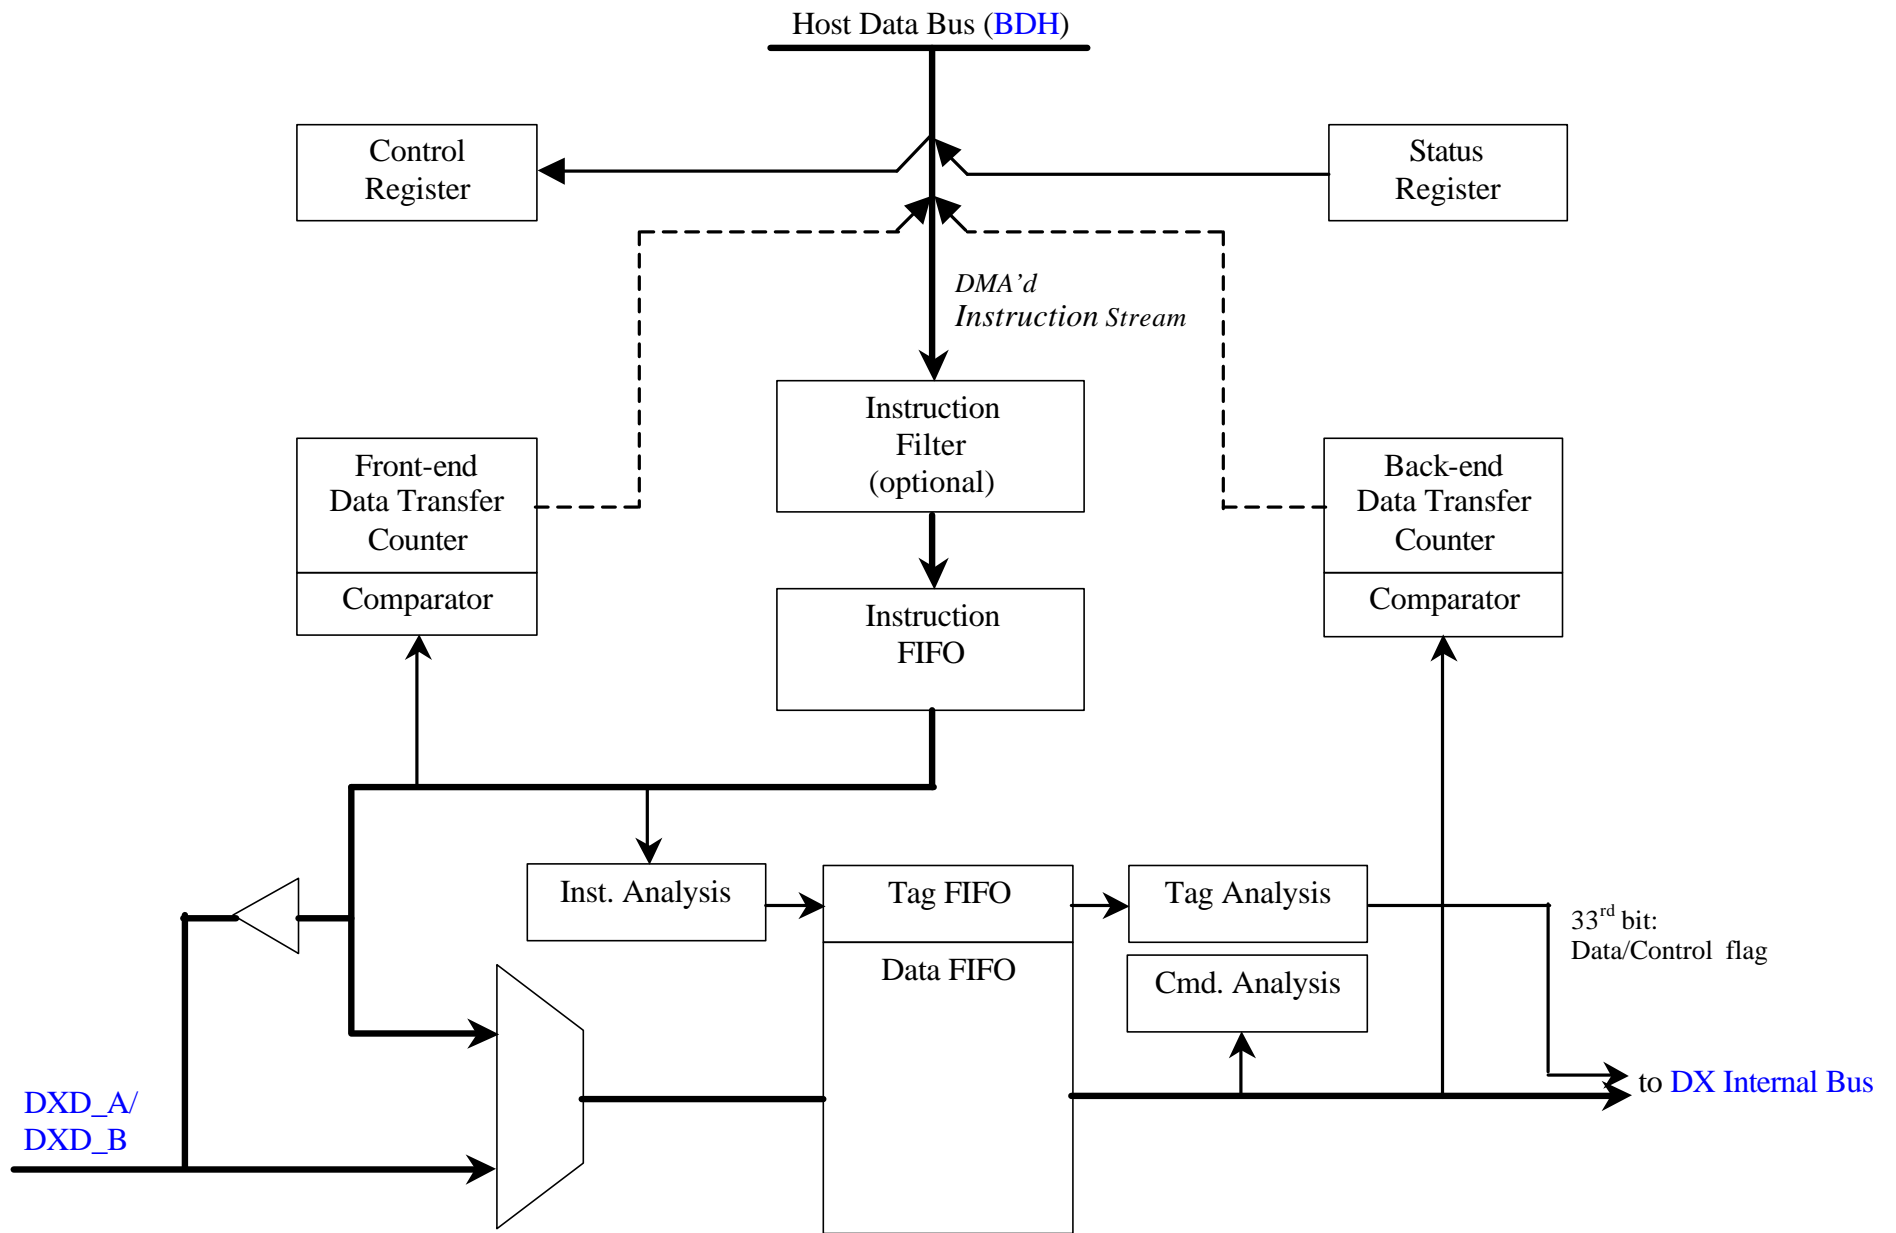 Host Data Bus (BDH)
Control
Register
Status
Register
DMA’d
Instruction Stream
Instruction
Filter
(optional)
Front-end
Data Transfer
Counter
Comparator
Back-end
Data Transfer
Counter
Comparator
Instruction
FIFO
Inst. Analysis
Tag FIFO
Tag Analysis
33rd bit:
Data/Control flag
Data FIFO
Cmd. Analysis
to DX Internal Bus
DXD_A/
DXD_B